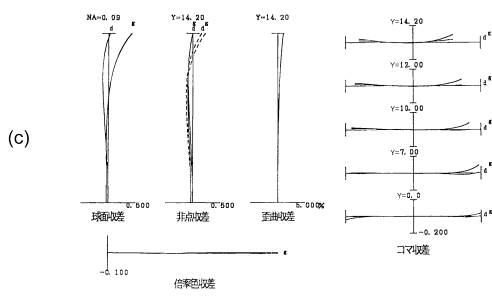 (c)
NA=0.09
d
g
0.500
球面収差
Y=14.20
g
d d g
0.500
非点収差
Y=14.20
5.000%
歪曲収差
g
-0.100
倍率色収差
Y=14.20
d g
Y=12.00
d g
Y=10.00
d g
Y=7.00
d g
Y=0.0
d g
-0.200
コマ収差